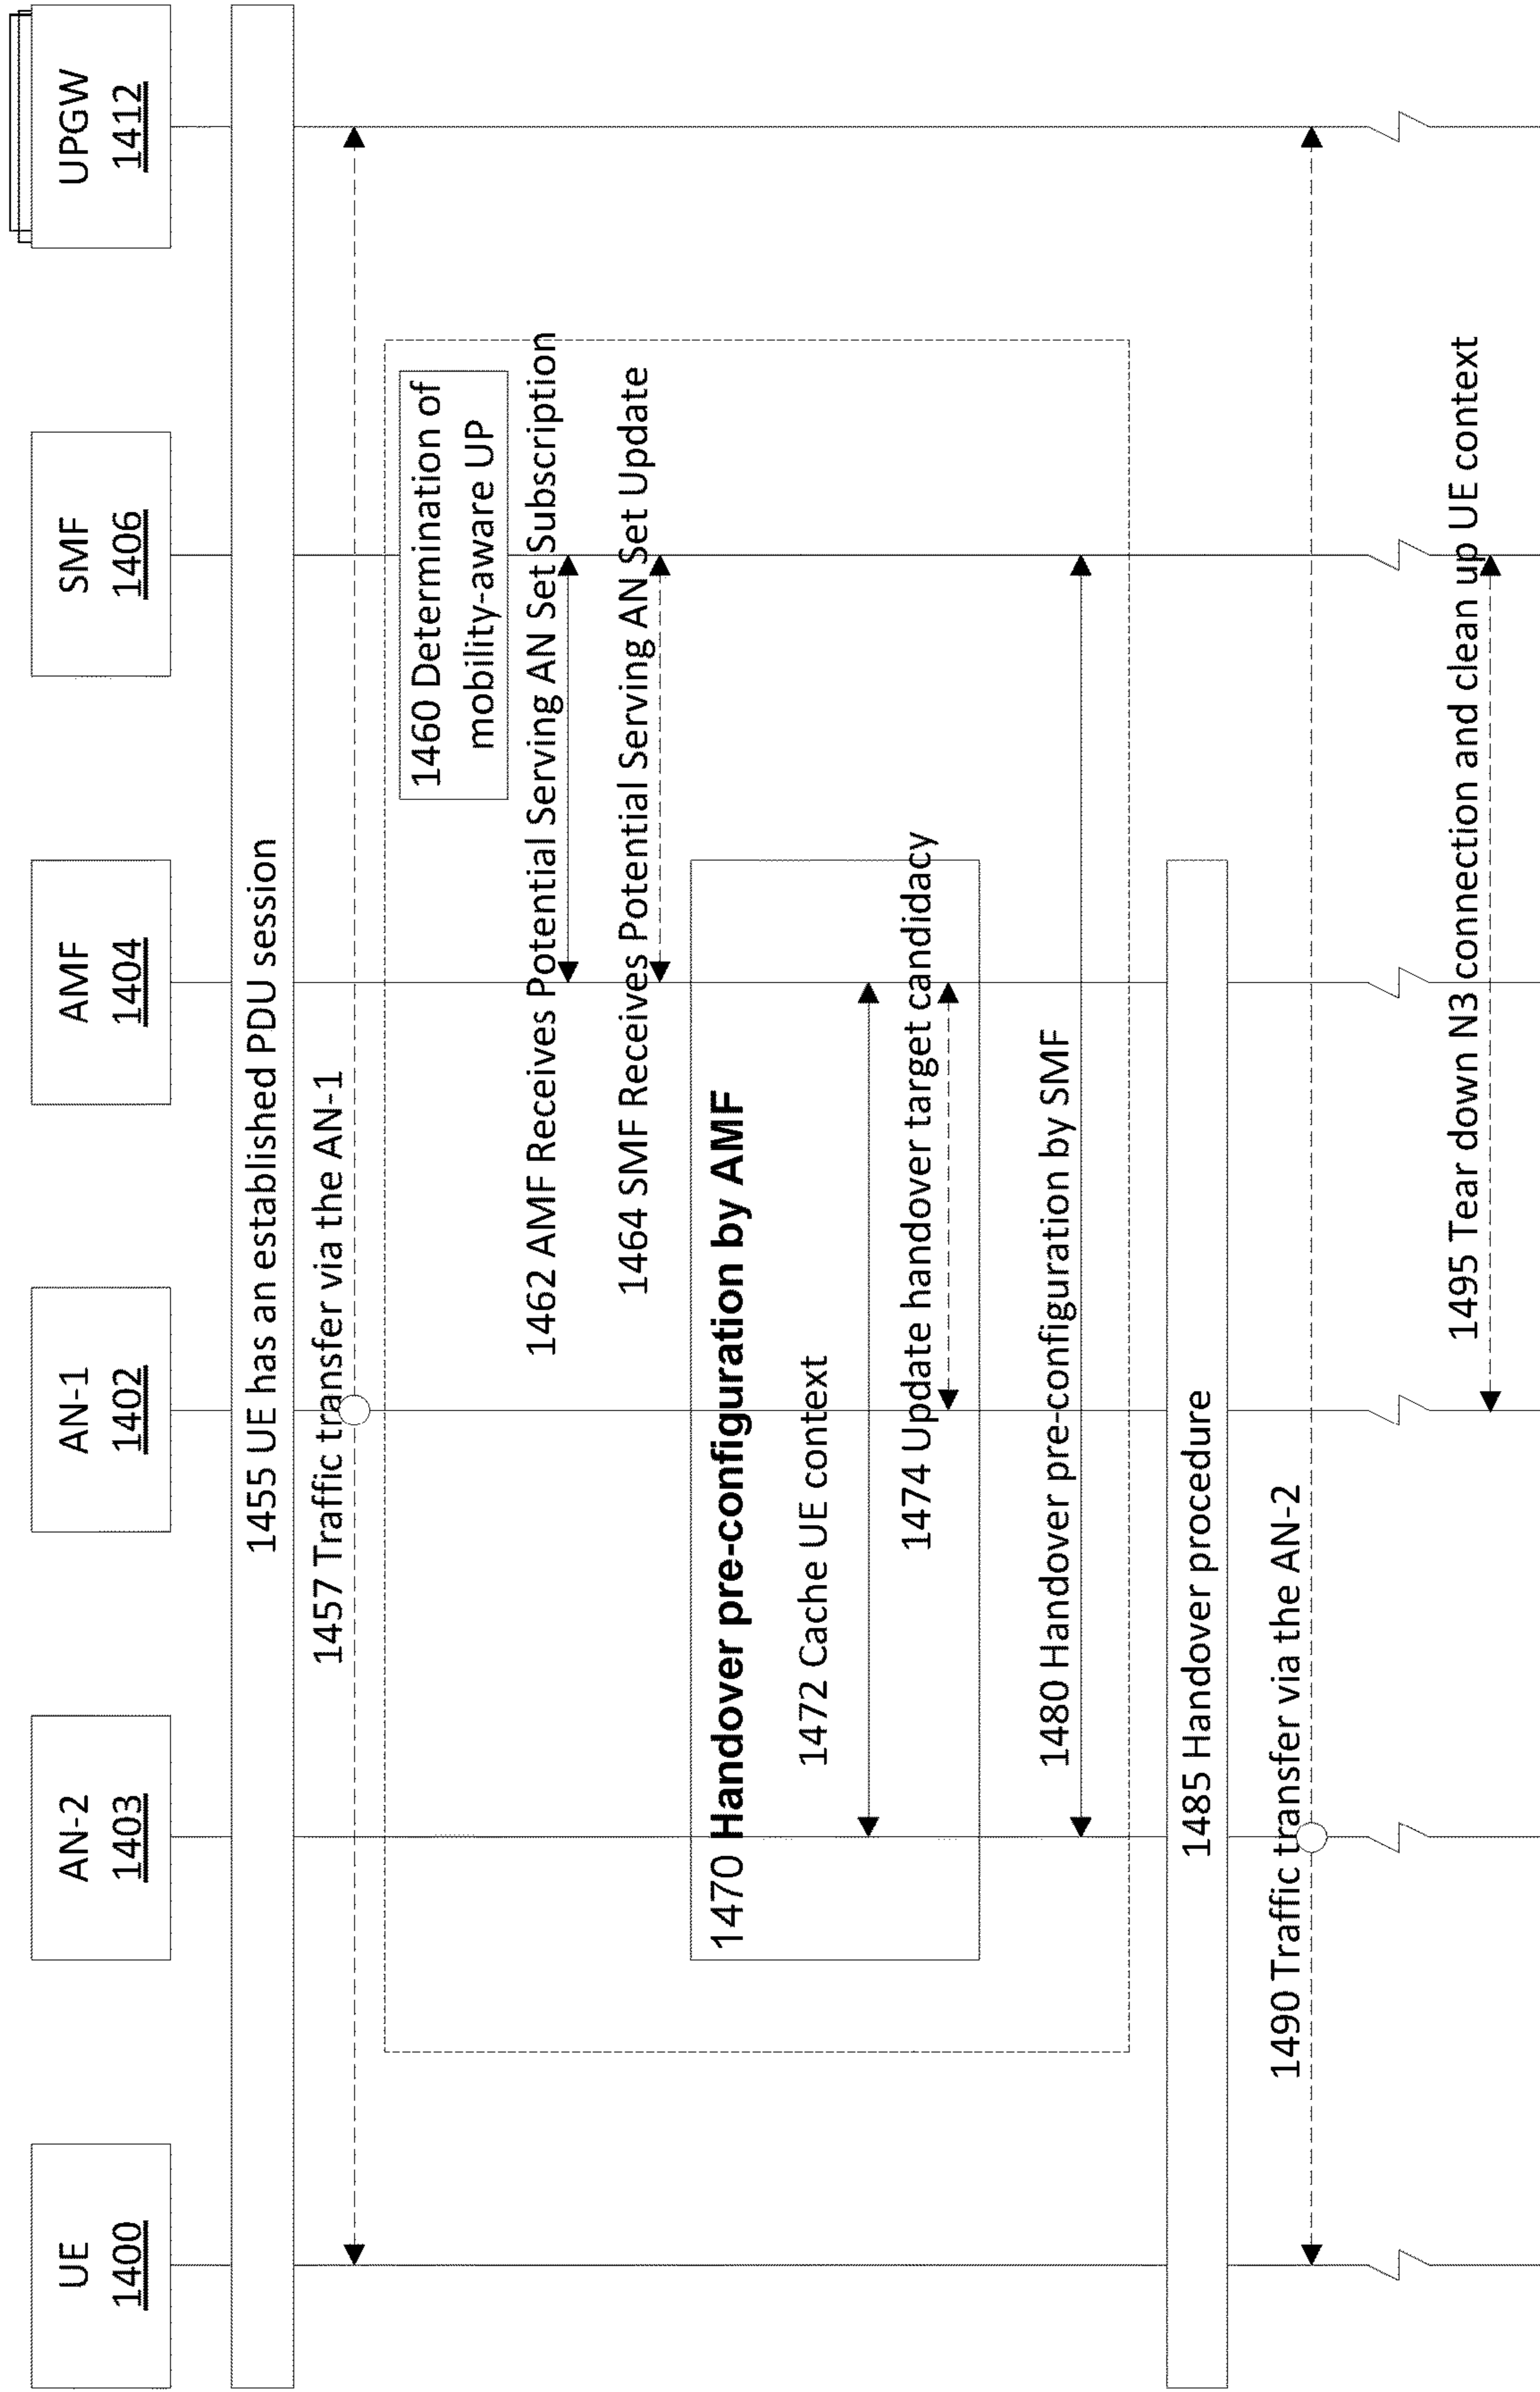 UE
1400
AN-2
1403
AN-1
1402
AMF
1404
SMF
1406
UPGW
1412
1455 UE has an established PDU session
1457 Traffic transfer via the AN-1
1460 Determination of
mobility-aware UP
1462 AMF Receives Potential Serving AN Set Subscription
1464 SMF Receives Potential Serving AN Set Update
1470 Handover pre-configuration by AMF
1472 Cache UE context
1474 Update handover target candidacy
1480 Handover pre-configuration by SMF
1485 Handover procedure
1490 Traffic transfer via the AN-2
1495 Tear down N3 connection and clean up UE context